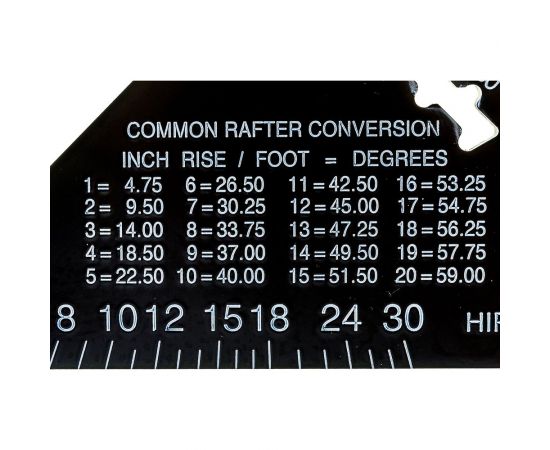 COMMON RAFTER CONVERSION
INCH RISE / FOOT = DEGREES
1 = 4.75 6 = 26.50 11 = 42.50 16 = 53.25
2 = 9.50 7 = 30.25 12 = 45.00 17 = 54.75
3 = 14.00 8 = 33.75 13 = 47.25 18 = 56.25
4 = 18.50 9 = 37.00 14 = 49.50 19 = 57.75
5 = 22.50 10 = 40.00 15 = 51.50 20 = 59.00
8 10 12 15 18 24 30 HIP